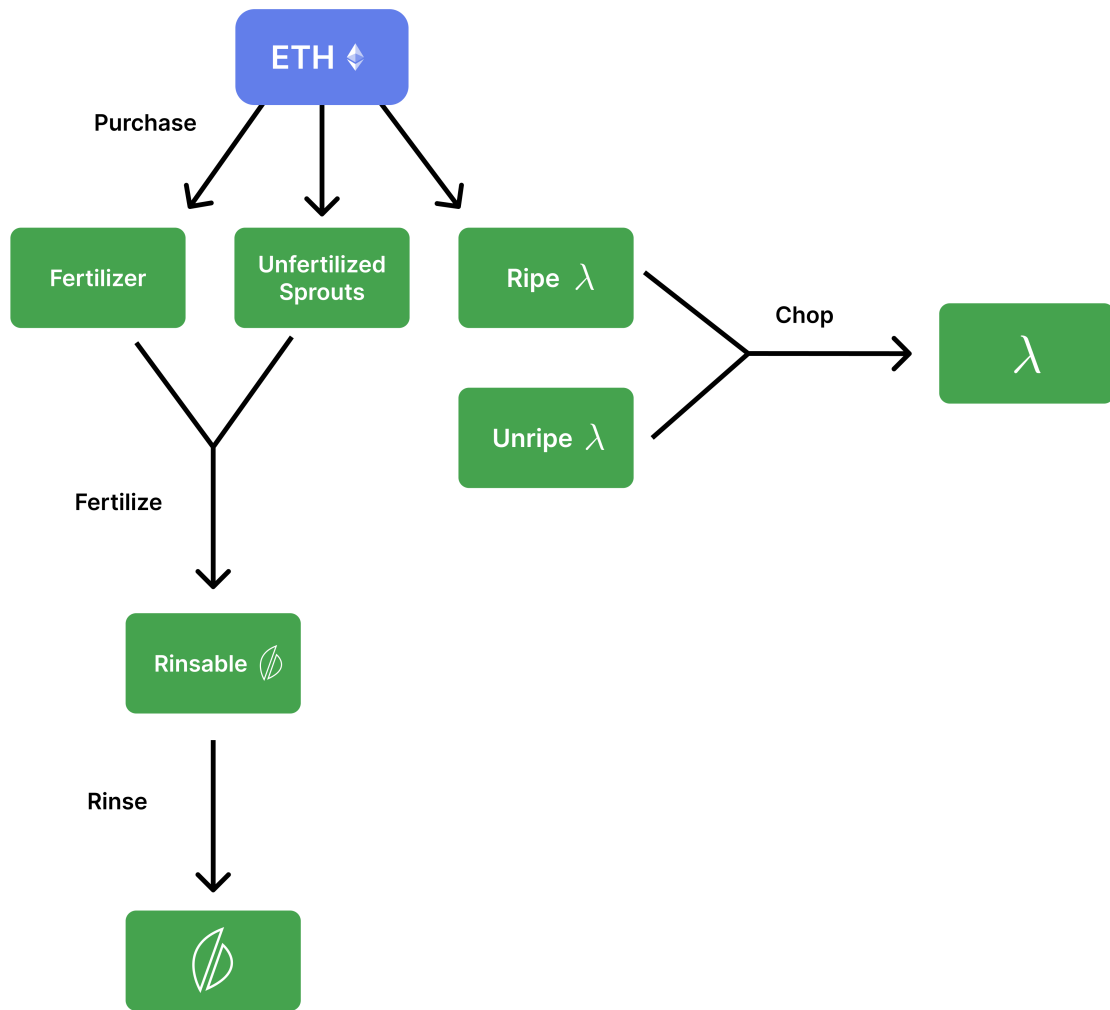 ETH
Purchase
Fertilizer
Unfertilized
Sprouts
Ripe λ
Chop
λ
Unripe λ
Fertilize
Rinsable
Rinse